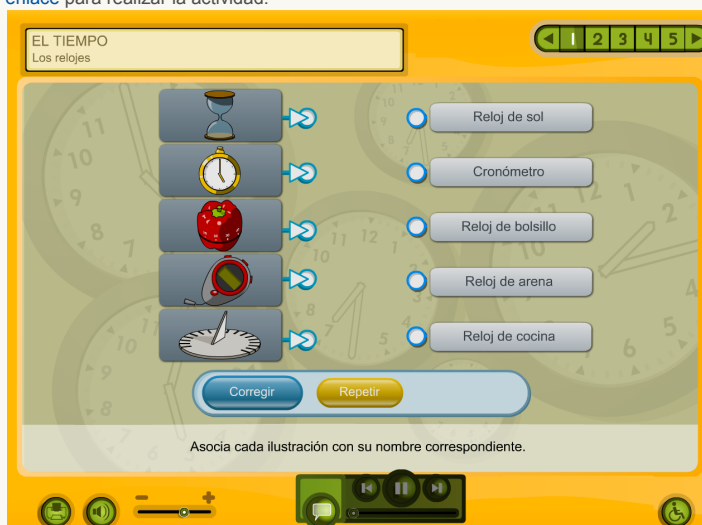 enlace para realizar la actividad.
EL TIEMPO
Los relojes
1 2 3 4 5
Reloj de sol
Cronómetro
Reloj de bolsillo
Reloj de arena
Reloj de cocina
Corregir
Repetir
Asocia cada ilustración con su nombre correspondiente.